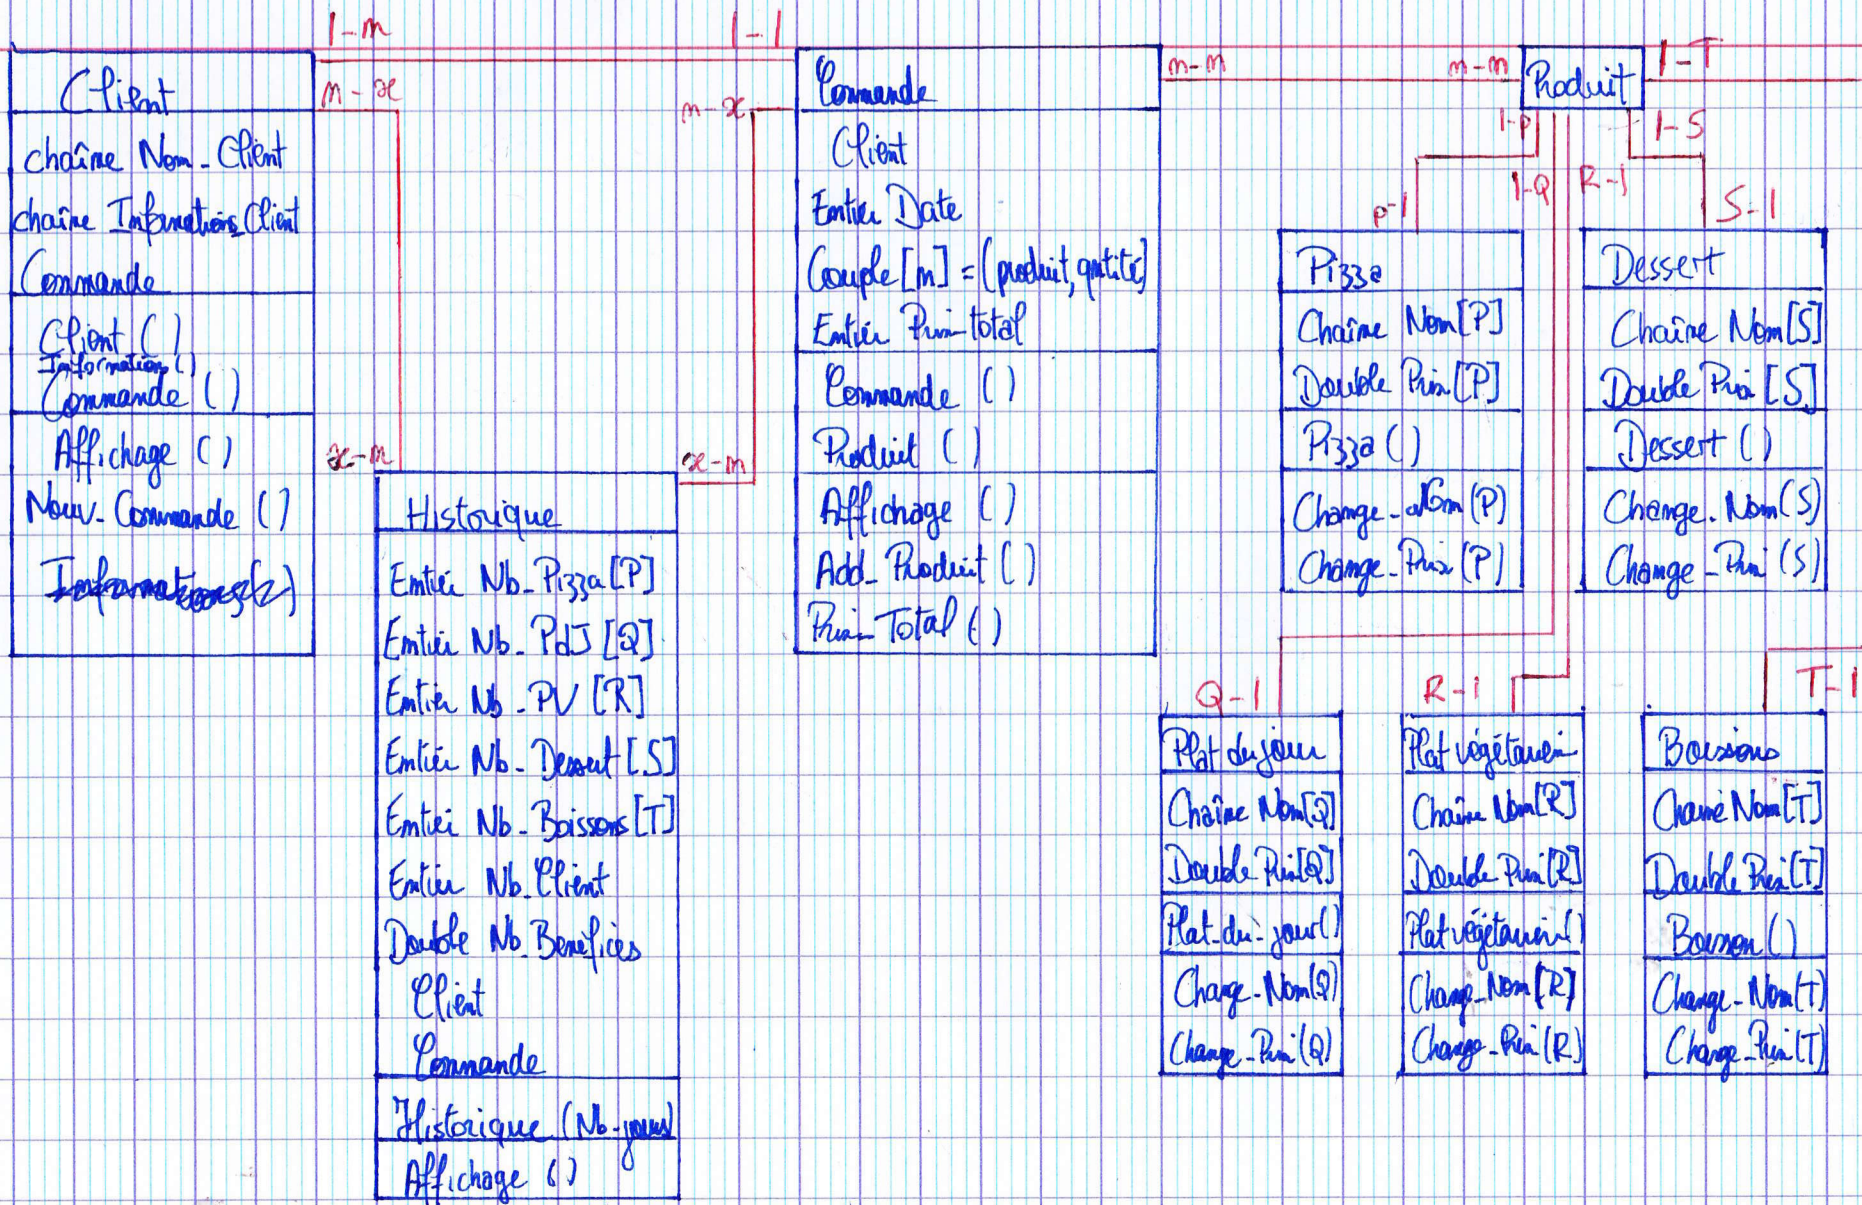 1-m
1-1
Client
m-x
chaîne Nom_Client
chaîne Informations_Client
Commande
Client ()
Informations ()
Commande ()
Affichage ()
Nouv_Commande ()
x-m
Historique
Entier Nb_Pizza [P]
Entier Nb_PdJ [Q]
Entier Nb_PV [R]
Entier Nb_Dessert [S]
Entier Nb_Boissons [T]
Entier Nb_Client
Double Nb_Benefices
Client
Commande
Historique (Nb_jours)
Affichage ()
m-x
x-m
Commande
Client
Entier Date
Couple [m] = (produit, qntité)
Entier Prix_total
Commande ()
Produit ()
Affichage ()
Add_Produit ()
Prix_Total ()
m-n
m-n
Produit
1-T
1-P
1-S
1-Q
R-1
P-1
S-1
Pizza
Chaîne Nom [P]
Double Prix [P]
Pizza ()
Change_Nom (P)
Change_Prix (P)
Dessert
Chaîne Nom [S]
Double Prix [S]
Dessert ()
Change_Nom (S)
Change_Prix (S)
Q-1
R-1
T-1
Plat du jour
Chaîne Nom [Q]
Double Prix [Q]
Plat_du_jour ()
Change_Nom (Q)
Change_Prix (Q)
Plat végétarien
Chaîne Nom [R]
Double Prix [R]
Plat végétarien ()
Change_Nom [R]
Change_Prix (R)
Boissons
Chaîne Nom [T]
Double Prix [T]
Boisson ()
Change_Nom (T)
Change_Prix (T)